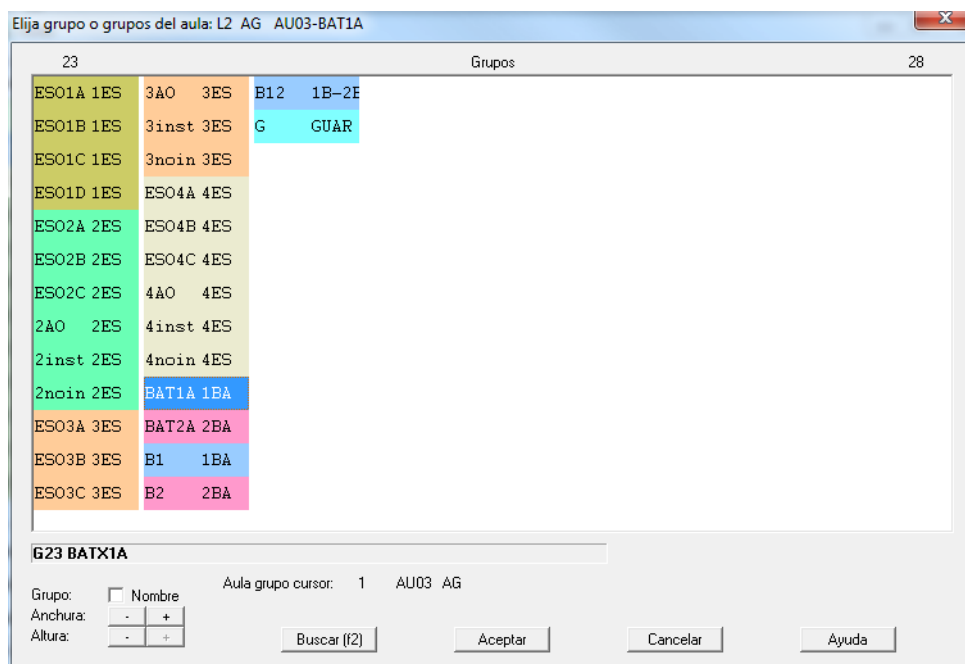 Elija grupo o grupos del aula: L2 AG AU03-BAT1A
x
23 Grupos 28
ESO1A 1ES 3AO 3ES B12 1B-2B
ESO1B 1ES 3inst 3ES G GUAR
ESO1C 1ES 3noin 3ES
ESO1D 1ES ESO4A 4ES
ESO2A 2ES ESO4B 4ES
ESO2B 2ES ESO4C 4ES
ESO2C 2ES 4AO 4ES
2AO 2ES 4inst 4ES
2inst 2ES 4noin 4ES
2noin 2ES BAT1A 1BA
ESO3A 3ES BAT2A 2BA
ESO3B 3ES B1 1BA
ESO3C 3ES B2 2BA
G23 BATX1A
Grupo: Nombre Aula grupo cursor: 1 AU03 AG
Anchura: - +
Altura: - +
Buscar (f2) Aceptar Cancelar Ayuda